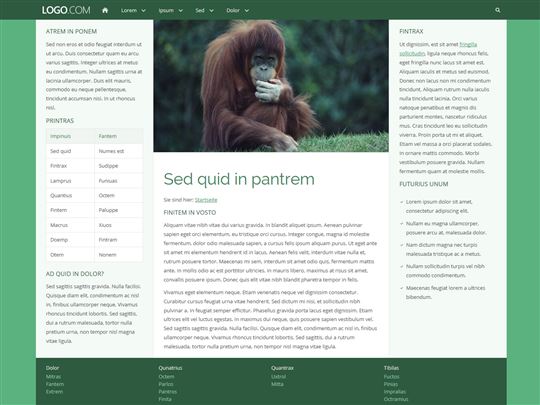 LOGO.COM
Lorem
Ipsum
Sed
Dolor
ATREM IN PONEM
Sed non eros et odio feugiat interdum ut
ut arcu. Duis consectetur quam eu arcu
varius sagittis. Integer ultrices at metus
eu condimentum. Nullam sagittis urna at
lacinia ullamcorper. Duis elit mauris,
commodo eu neque pellentesque,
tincidunt accumsan nisi. In ut rhoncus
nisl.
PRINTRAS
Impinus Fantem
Sed quid Numes est
Fintrax Sudippe
Lamprus Funiuas
Quantius Octem
Fintem Paluppe
Macrus Xiuos
Doemp Fintram
Otem Nonem
AD QUID IN DOLOR?
Sed sagittis sagittis gravida. Nulla facilisi.
Quisque diam elit, condimentum ac nisl
in, finibus ullamcorper neque. Vivamus
tincidunt lobortis. Sed sagittis sagittis,
dui a rutrum malesuada, tortor nulla
pretium urna, non tempor nisl magna
vitae ligula.
Sed quid in pantrem
Sie sind hier: Startseite
FINITEM IN VOSTO
Aliquam vitae nibh vitae dui varius gravida. In blandit aliquet ipsum. Aenean pulvinar
sapien eget orci elementum, eu tristique orci cursus. Integer congue, magna id molestie
fermentum, dolor odio malesuada sapien, a cursus felis ipsum aliquam purus. Ut eget ante
sit amet mi elementum hendrerit id in lacus. Aenean felis velit, interdum vitae nulla et,
rutrum posuere tortor. Maecenas mi sem, interdum sit amet odio quis, fermentum mattis
ante. In mollis odio ac est porttitor ultricies. In mauris libero, maximus at risus sit amet,
convallis posuere ipsum. Donec quis elit vitae nibh blandit pharetra tempor in felis.
Vivamus eget elementum neque. Etiam venenatis neque vel dignissim consectetur.
Curabitur cursus feugiat urna vitae hendrerit. Sed dictum mi nisi, et sollicitudin nibh
pulvinar a. In feugiat semper efficitur. Phasellus gravida porta lacus eget dignissim. Etiam
ultrices elit vel luctus egestas. In maximus dui neque, quis posuere sapien vestibulum vel.
Sed sagittis sagittis gravida. Nulla facilisi. Quisque diam elit, condimentum ac nisl in, finibus
ullamcorper neque. Vivamus tincidunt lobortis. Sed sagittis sagittis, dui a rutrum malesuada,
tortor nulla pretium urna, non tempor nisl magna vitae ligula.
FINTRAX
Ut dignissim, est sit amet fringilla
sollicitudin, ligula neque rhoncus felis,
eget fringilla nunc lacus sit amet est.
Aliquam iaculis et metus sed euismod.
Donec non lacus non mi condimentum
tincidunt. Aliquam rutrum nulla iaculis
nulla tincidunt lacinia. Orci varius
natoque penatibus et magnis dis
parturient montes, nascetur ridiculus
mus. Cras tincidunt leo eu sollicitudin
viverra. Proin porta ut mi et aliquet.
Etiam vel massa a orci placerat sodales,
in ornare mattis commodo. Morbi
vestibulum posuere gravida. Nullam
fermentum quam at molestie mollis.
FUTURIUS UNUM
Lorem ipsum dolor sit amet,
consectetur adipiscing elit.
Nullam eu magna ullamcorper,
posuere arcu at, malesuada dolor.
Nam dictum magna nec turpis
malesuada tristique ac a metus.
Nullam sollicitudin turpis vel nibh
commodo condimentum.
Maecenas feugiat lorem a ultrices
bibendum.
Dolor
Mitras
Fantem
Extrem
Qunatrius
Octem
Parlos
Pantros
Finita
Quantrax
Uxtrol
Mitta
Tibilas
Fuctos
Pinias
Implmallas
Octramius